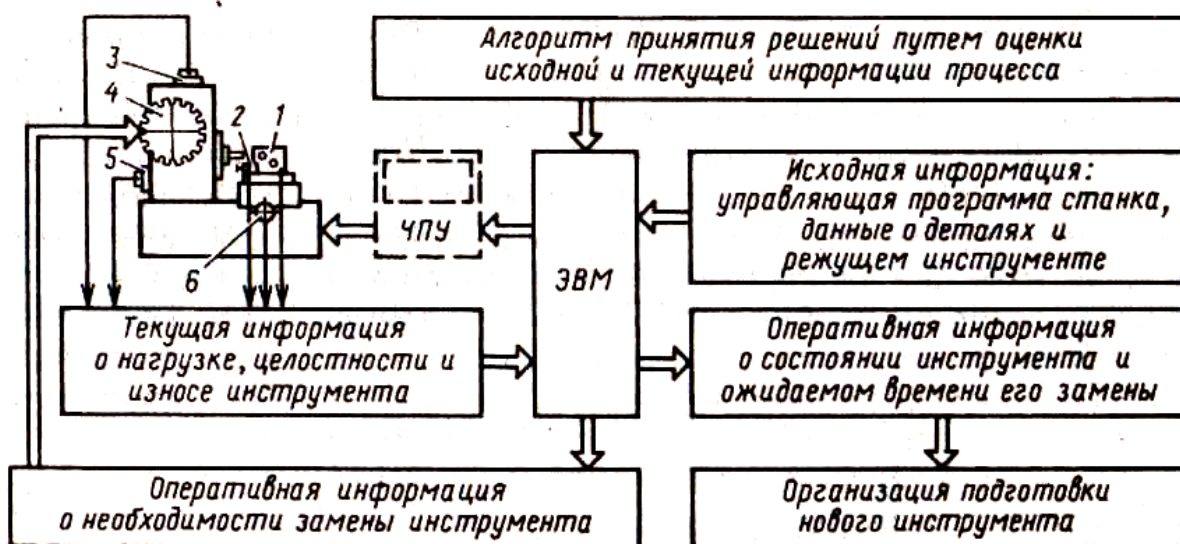 Алгоритм принятия решений путем оценки
исходной и текущей информации процесса
3
4
2
1
5
6
ЧПУ
ЭВМ
Исходная информация:
управляющая программа станка,
данные о деталях и
режущем инструменте
Текущая информация
о нагрузке, целостности и
износе инструмента
Оперативная информация
о состоянии инструмента и
ожидаемом времени его замены
Оперативная информация
о необходимости замены инструмента
Организация подготовки
нового инструмента